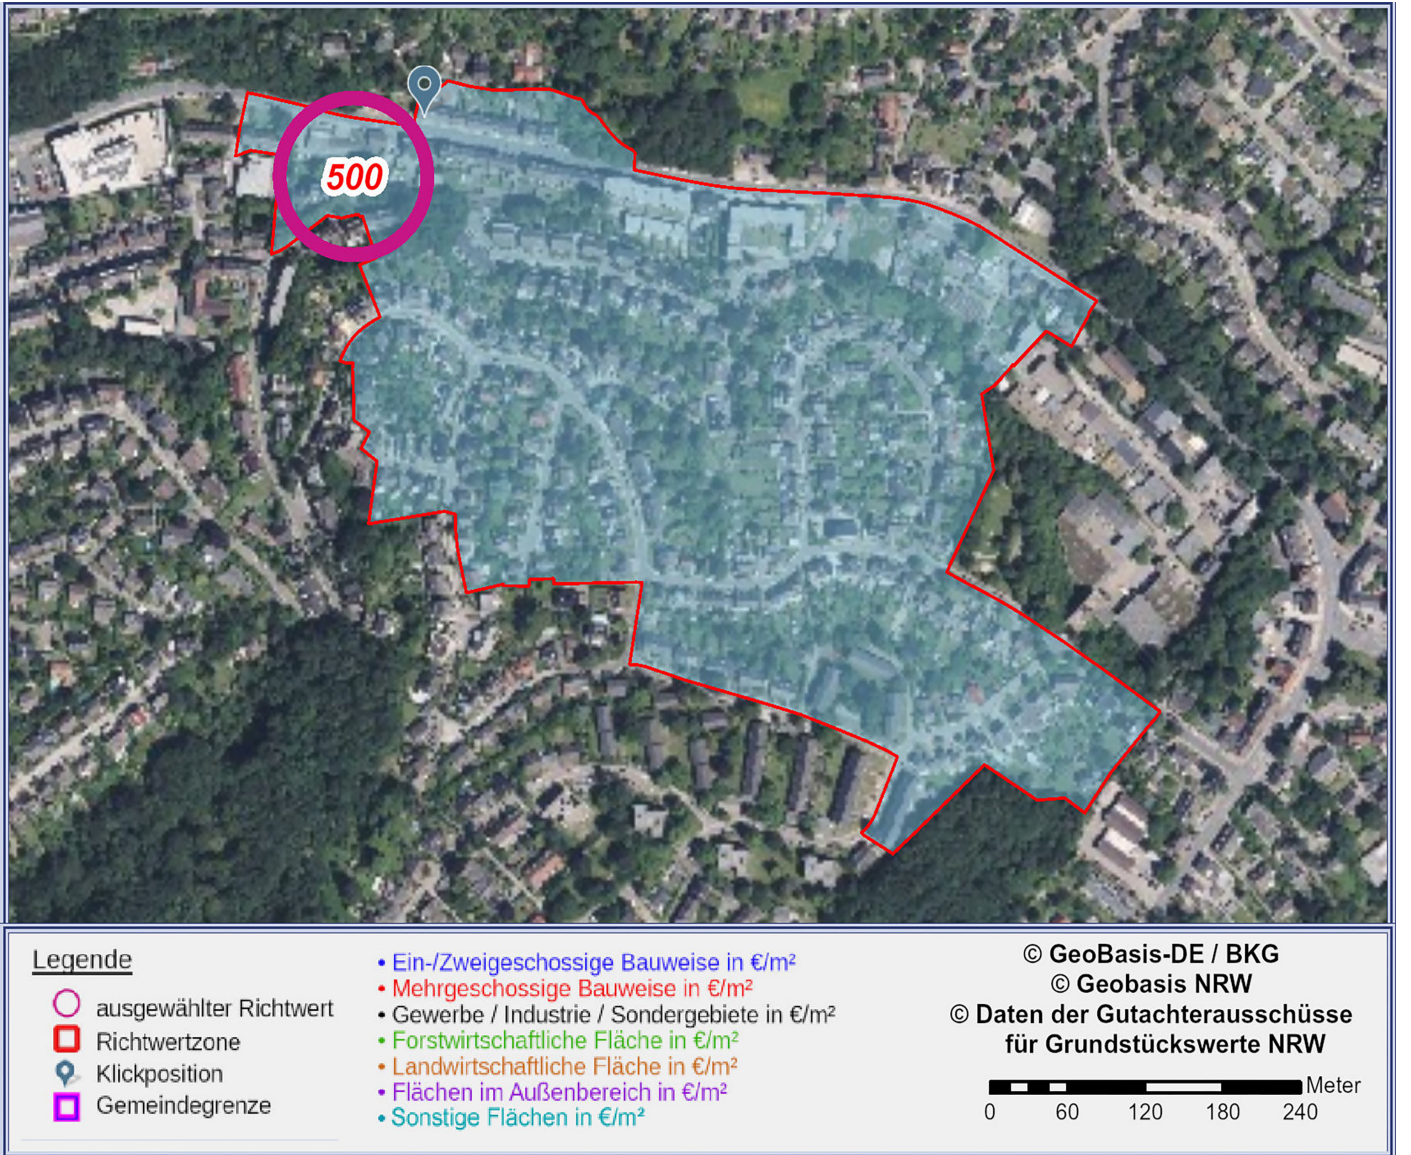 500
Legende
ausgewählter Richtwert
Richtwertzone
Klickposition
Gemeindegrenze
• Ein-/Zweigeschossige Bauweise in €/m²
• Mehrgeschossige Bauweise in €/m²
• Gewerbe / Industrie / Sondergebiete in €/m²
• Forstwirtschaftliche Fläche in €/m²
• Landwirtschaftliche Fläche in €/m²
• Flächen im Außenbereich in €/m²
• Sonstige Flächen in €/m²
© GeoBasis-DE / BKG
© Geobasis NRW
© Daten der Gutachterausschüsse
für Grundstückswerte NRW
Meter
0 60 120 180 240